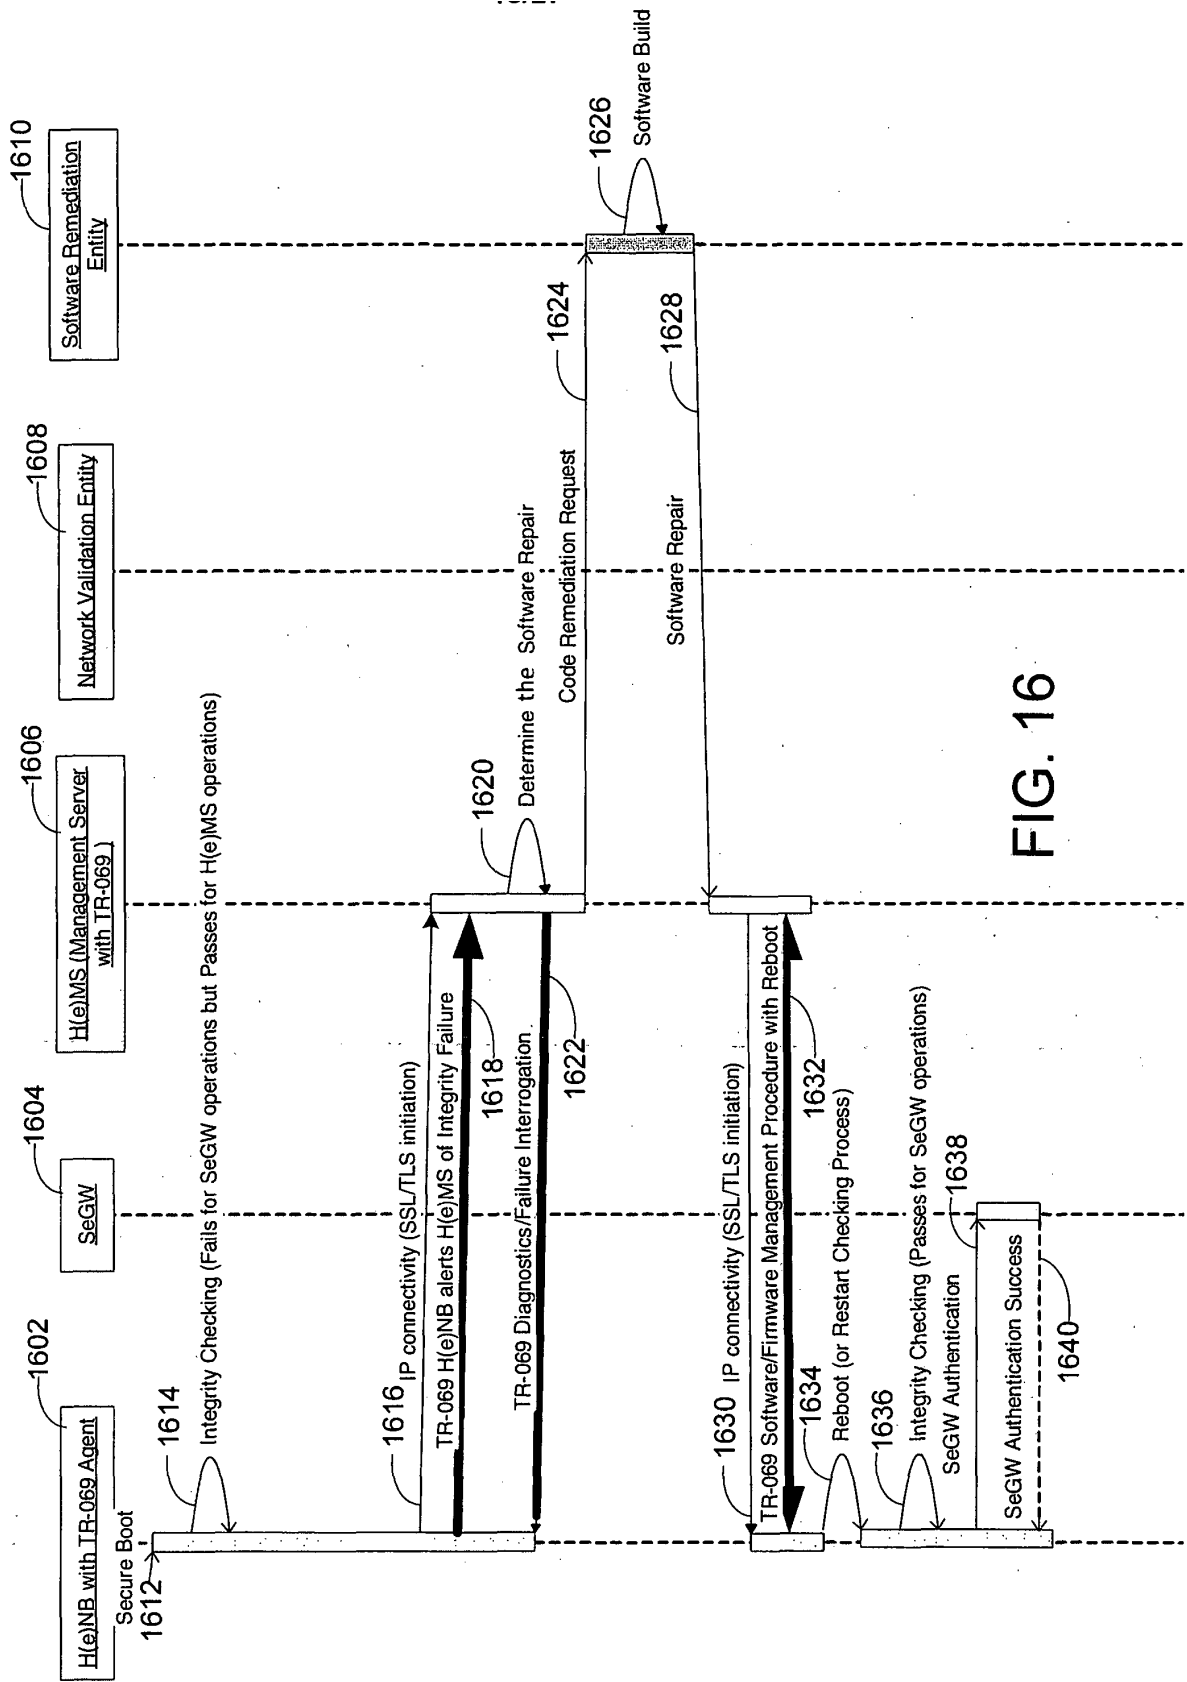 1602
H(e)NB with TR-069 Agent
1604
SeGW
1606
H(e)MS (Management Server
with TR-069 )
1608
Network Validation Entity
1610
Software Remediation
Entity
Secure Boot
1612
1614
Integrity Checking (Fails for SeGW operations but Passes for H(e)MS operations)
1616
IP connectivity (SSL/TLS initiation)
TR-069 H(e)NB alerts H(e)MS of Integrity Failure
1618
1620
Determine the Software Repair
TR-069 Diagnostics/Failure Interrogation
1622
Code Remediation Request
1624
1626
Software Build
Software Repair
1628
1630
IP connectivity (SSL/TLS initiation)
TR-069 Software/Firmware Management Procedure with Reboot
1632
1634
Reboot (or Restart Checking Process)
1636
Integrity Checking (Passes for SeGW operations)
SeGW Authentication
1638
SeGW Authentication Success
1640
FIG. 16